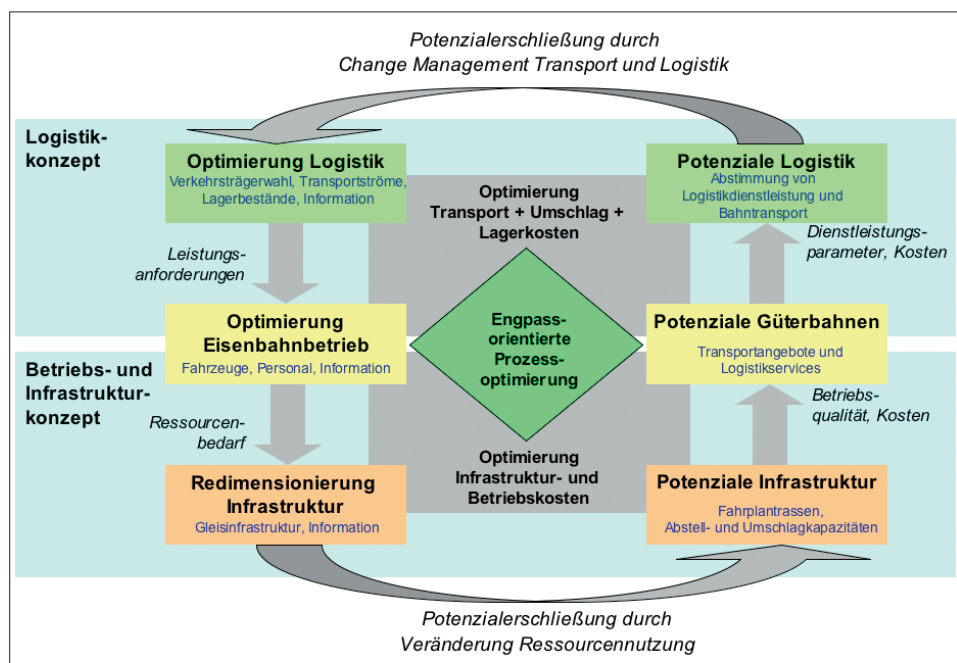 Potenzialerschließung durch
Change Management Transport und Logistik
Logistik-
konzept
Optimierung Logistik
Verkehrsträgerwahl, Transportströme,
Lagerbestände, Information
Potenziale Logistik
Abstimmung von
Logistikdienstleistung und
Bahntransport
Optimierung
Transport + Umschlag +
Lagerkosten
Leistungs-
anforderungen
Dienstleistungs-
parameter, Kosten
Optimierung
Eisenbahnbetrieb
Fahrzeuge, Personal, Information
Engpass-
orientierte
Prozess-
optimierung
Potenziale Güterbahnen
Transportangebote und
Logistikservices
Betriebs- und
Infrastruktur-
konzept
Ressourcen-
bedarf
Betriebs-
qualität, Kosten
Optimierung
Infrastruktur- und
Betriebskosten
Redimensionierung
Infrastruktur
Gleisinfrastruktur, Information
Potenziale Infrastruktur
Fahrplantrassen,
Abstell- und Umschlagkapazitäten
Potenzialerschließung durch
Veränderung Ressourcennutzung